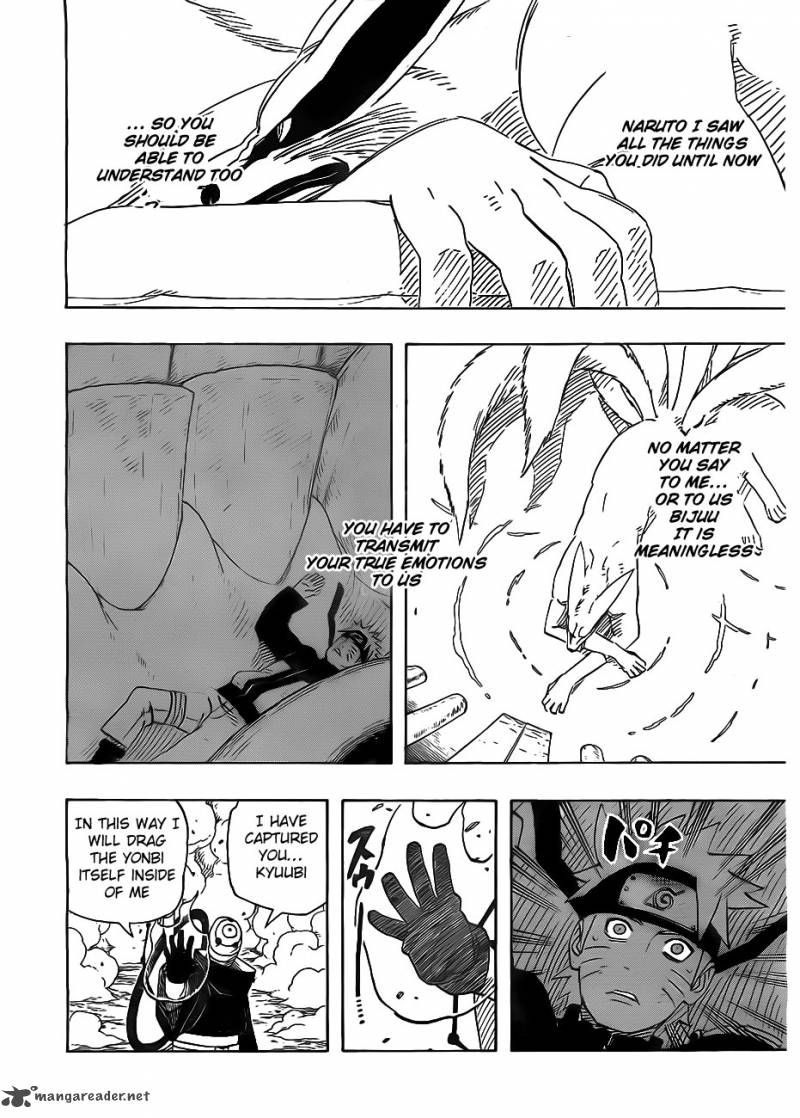 NARUTO I SAW
ALL THE THINGS
YOU DID UNTIL NOW
... SO YOU
SHOULD BE
ABLE TO
UNDERSTAND TOO
NO MATTER
YOU SAY
TO ME...
OR TO US
BIJUU
IT IS
MEANINGLESS
YOU HAVE TO
TRANSMIT
YOUR TRUE EMOTIONS
TO US
パチ
スウ
I HAVE
CAPTURED
YOU...
KYUUBI
IN THIS WAY I
WILL DRAG
THE YONBI
ITSELF INSIDE
OF ME
mangareader.net